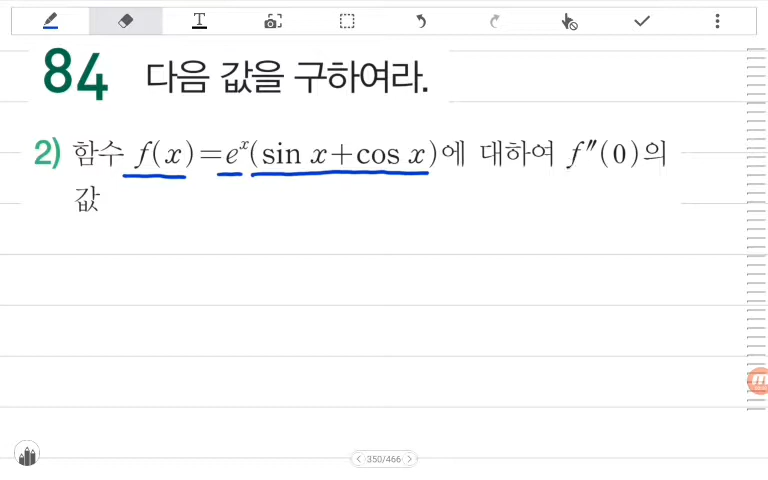 T
84 다음 값을 구하여라.
2) 함수 f(x)=eˣ(sin x+cos x)에 대하여 f″(0)의
값
350/466